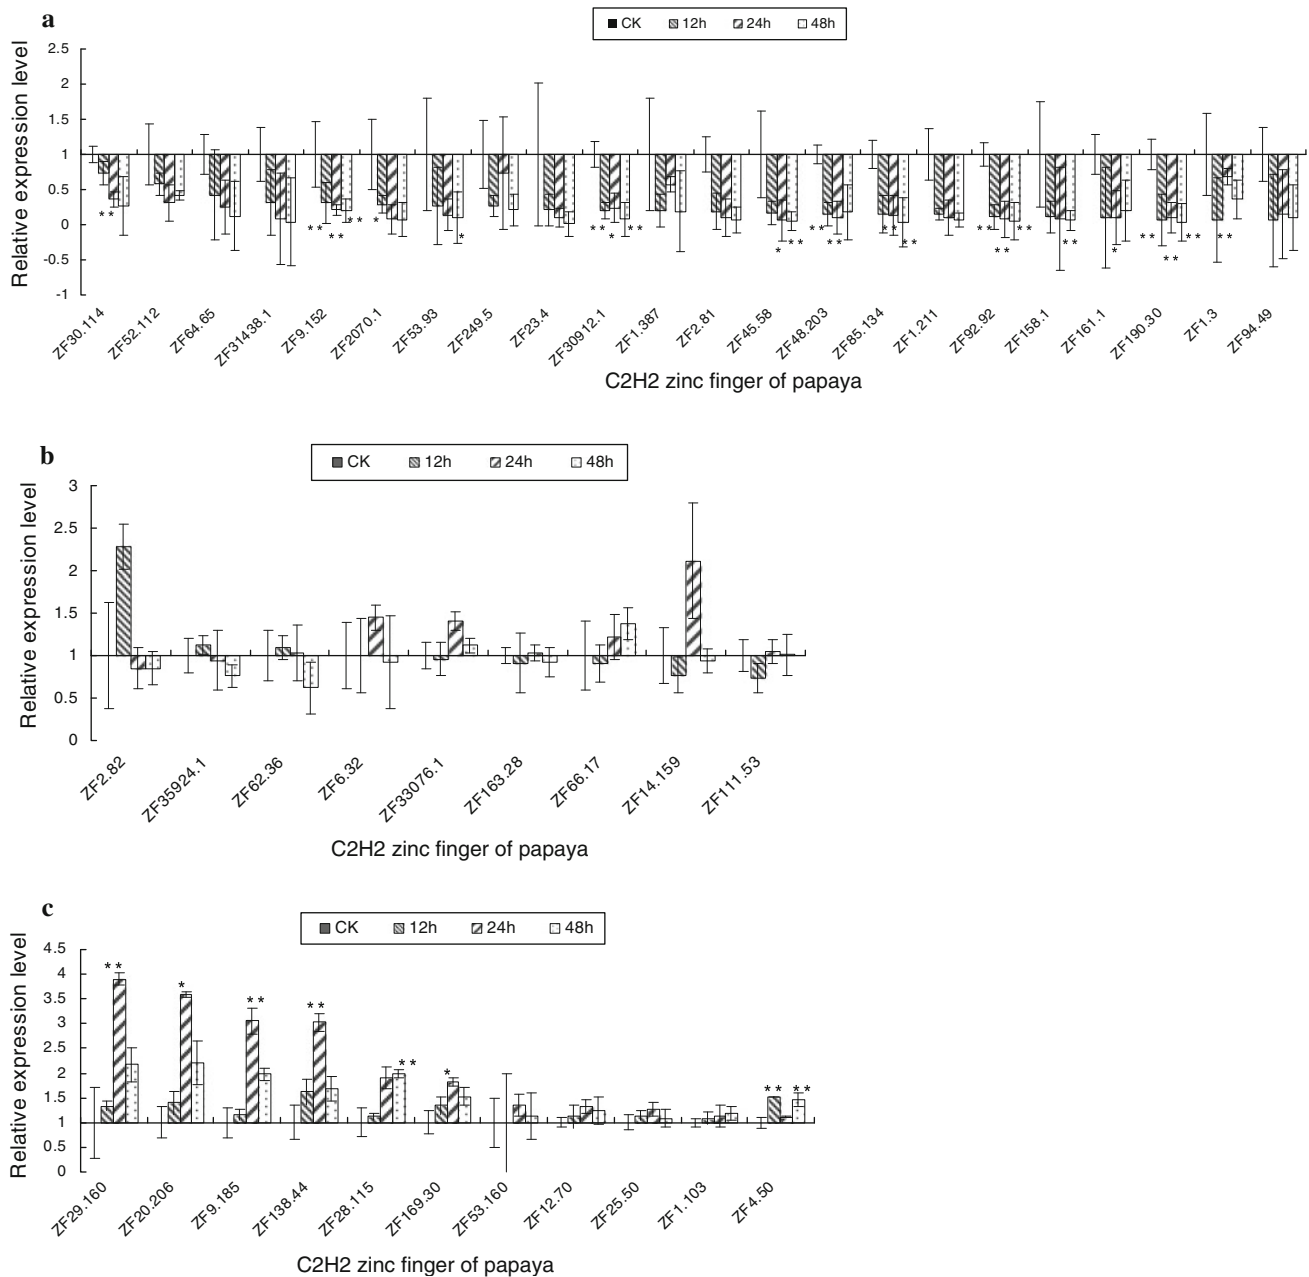 a
CK 12h 24h 48h
Relative expression level
2.5
2
1.5
1
0.5
0
-0.5
-1
** ** ** ** * * ** * ** * ** ** ** ** ** ** ** ** ** * ** ** ** **
ZF30.114 ZF52.112 ZF64.65 ZF31438.1 ZF9.152 ZF2070.1 ZF53.93 ZF249.5 ZF23.4 ZF30912.1 ZF1.387 ZF2.81 ZF45.58 ZF48.203 ZF85.134 ZF1.211 ZF92.92 ZF158.1 ZF161.1 ZF190.30 ZF1.3 ZF94.49
C2H2 zinc finger of papaya
b
CK 12h 24h 48h
Relative expression level
3
2.5
2
1.5
1
0.5
0
ZF2.82 ZF35924.1 ZF62.36 ZF6.32 ZF33076.1 ZF163.28 ZF66.17 ZF14.159 ZF111.53
C2H2 zinc finger of papaya
c
CK 12h 24h 48h
Relative expression level
4.5
4
3.5
3
2.5
2
1.5
1
0.5
0
** * ** ** ** * ** **
ZF29.160 ZF20.206 ZF9.185 ZF138.44 ZF28.115 ZF169.30 ZF53.160 ZF12.70 ZF25.50 ZF1.103 ZF4.50
C2H2 zinc finger of papaya